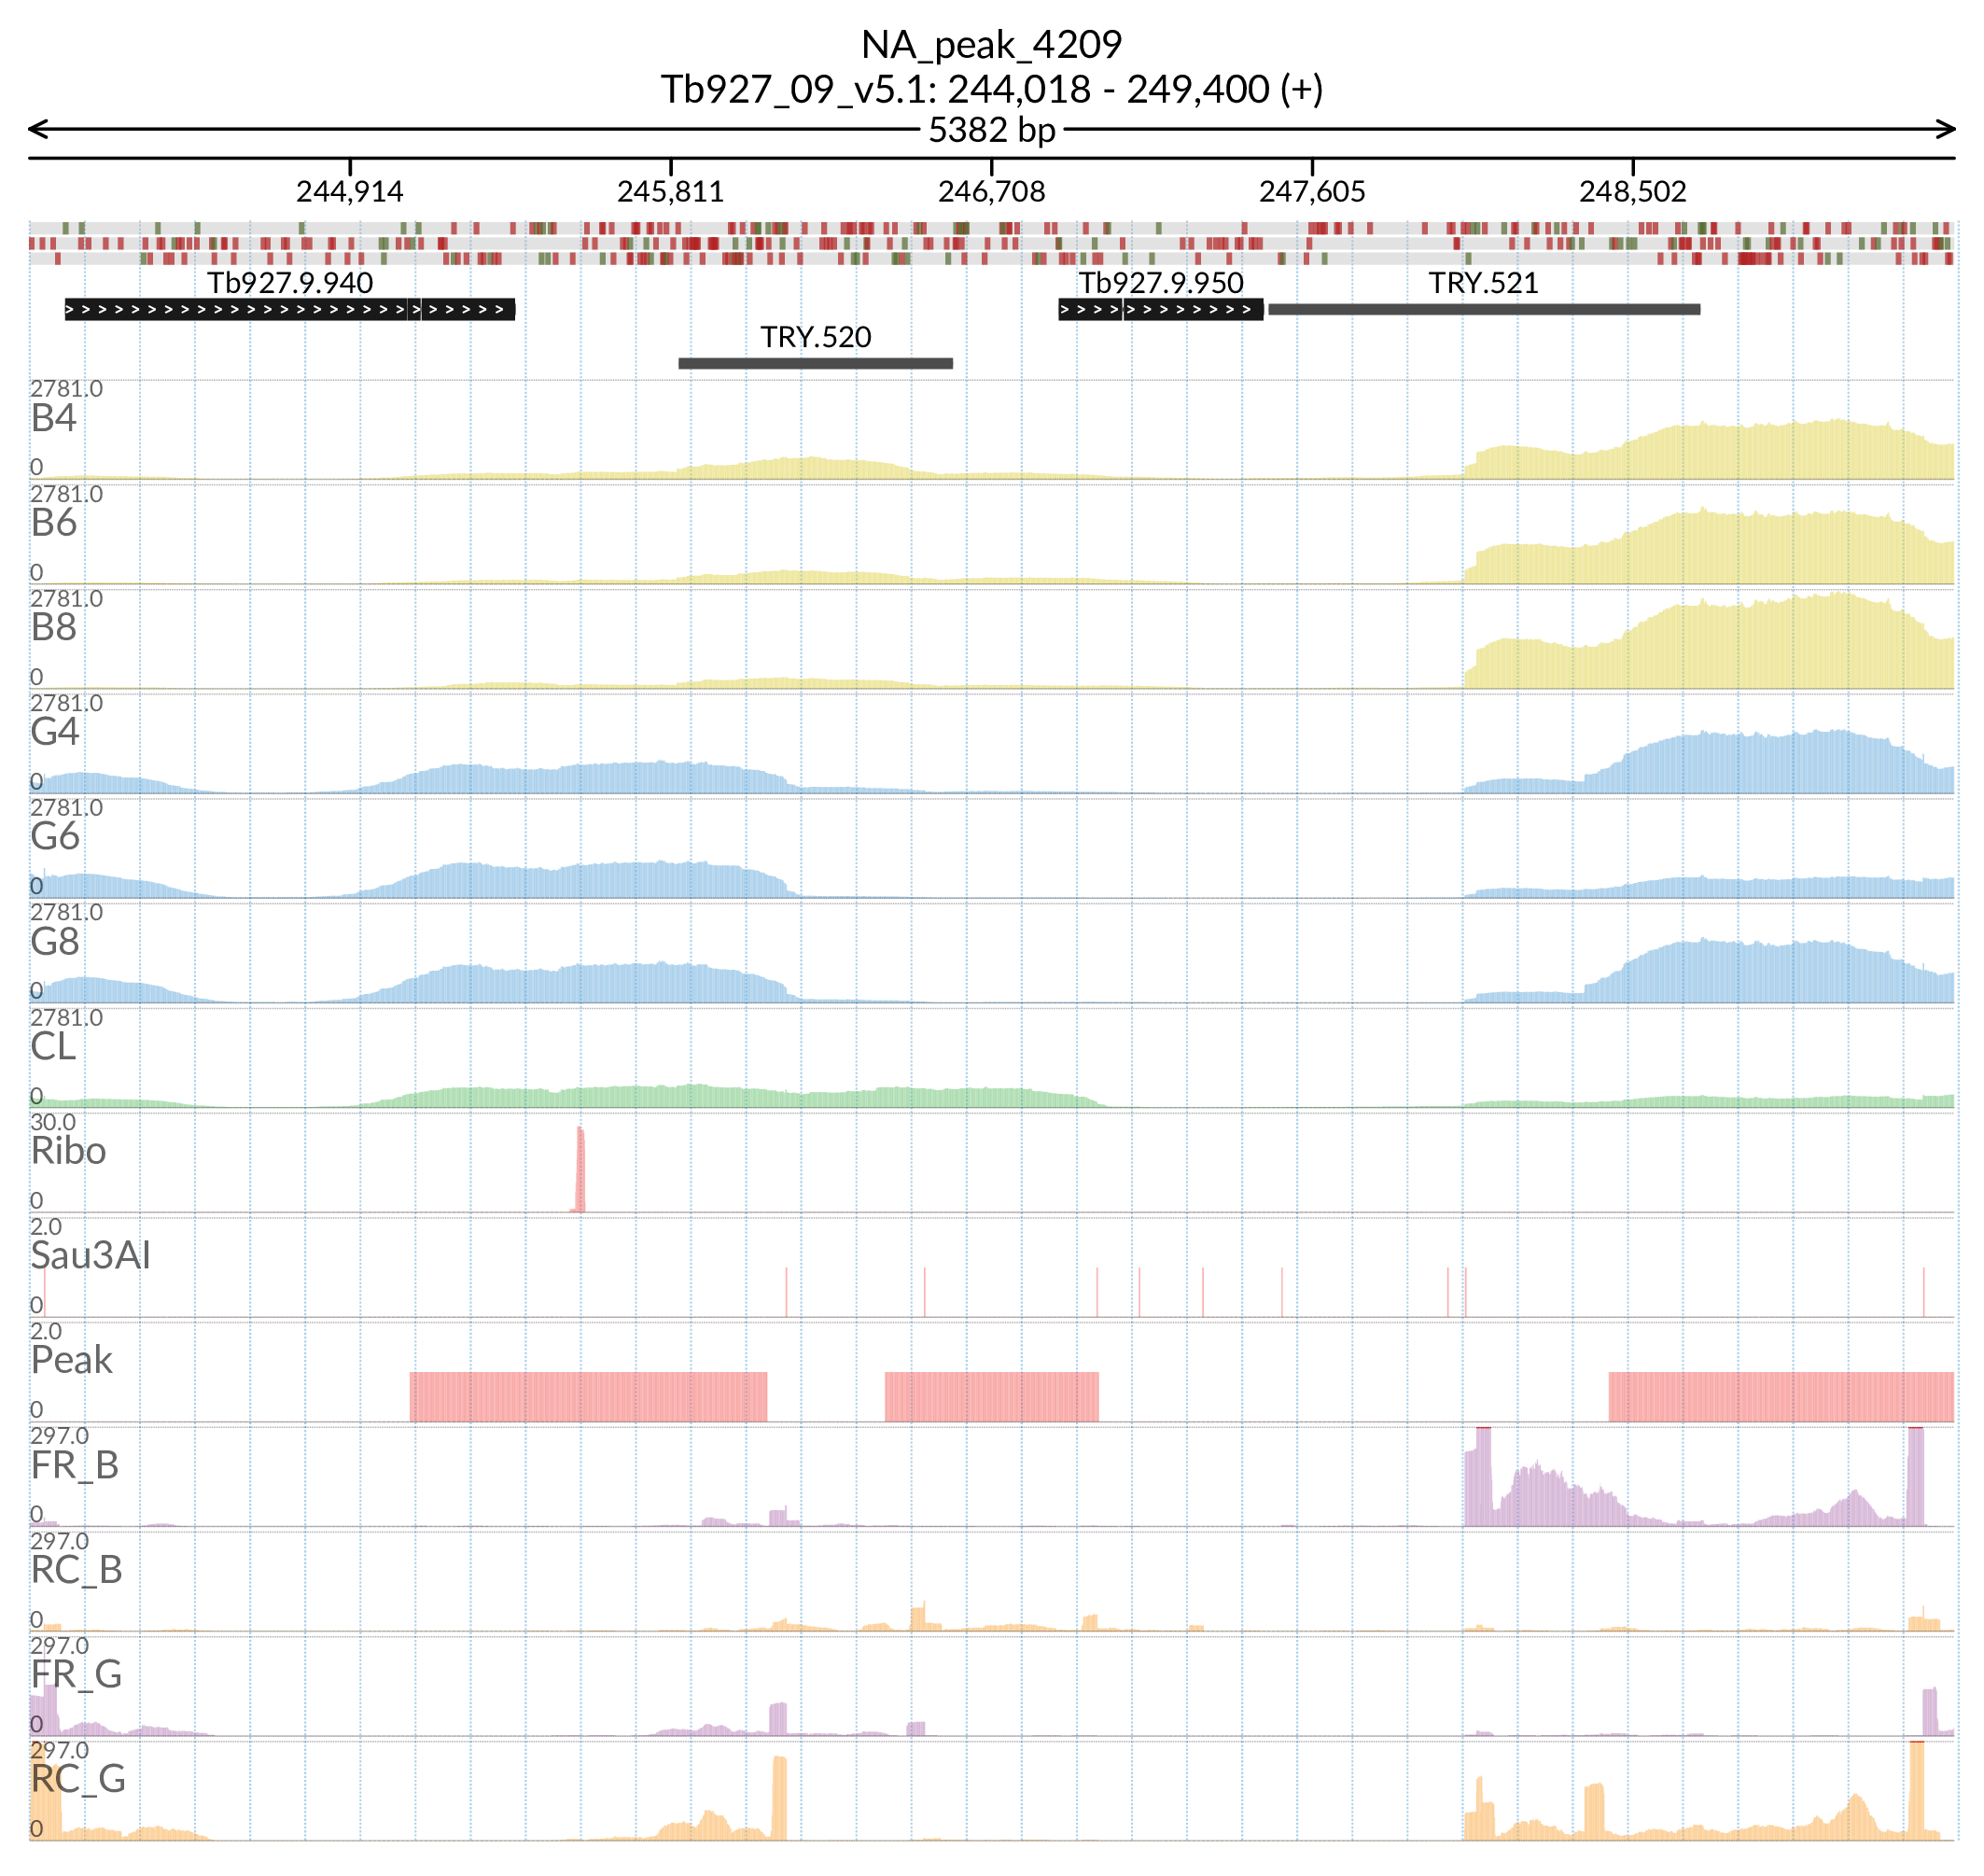 NA_peak_4209
Tb927_09_v5.1: 244,018 - 249,400 (+)
5382 bp
244,914 245,811 246,708 247,605 248,502
Tb927.9.940 Tb927.9.950 TRY.521
TRY.520
2781.0
B4
0
2781.0
B6
0
2781.0
B8
0
2781.0
G4
0
2781.0
G6
0
2781.0
G8
0
2781.0
CL
0
30.0
Ribo
0
2.0
Sau3AI
0
2.0
Peak
0
297.0
FR_B
0
297.0
RC_B
0
297.0
FR_G
0
297.0
RC_G
0